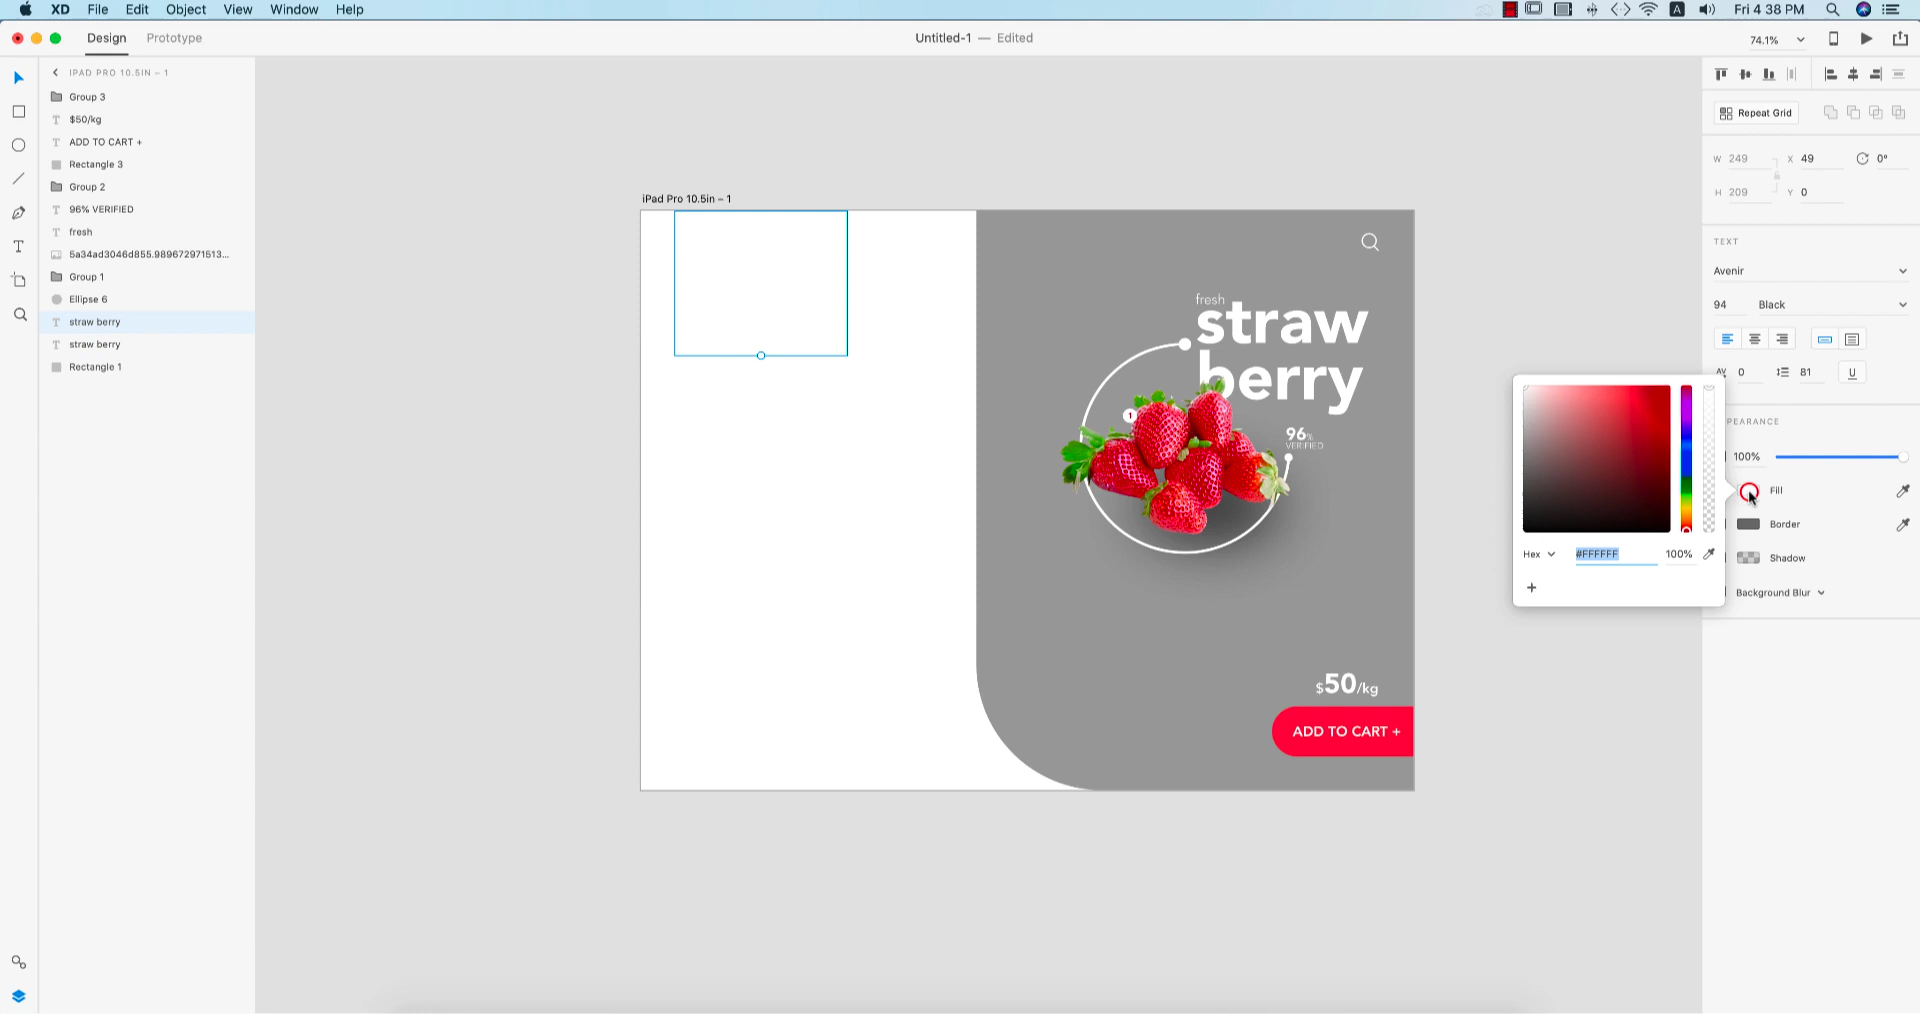 XD File Edit Object View Window Help
A Fri 4 38 PM
Design Prototype
Untitled-1 — Edited
74.1%
IPAD PRO 10.5IN – 1
Group 3
$50/kg
ADD TO CART +
Rectangle 3
Group 2
96% VERIFIED
fresh
5a34ad3046d855.989672971513...
Group 1
Ellipse 6
straw berry
straw berry
Rectangle 1
iPad Pro 10.5in – 1
fresh
straw
berry
1
96%
VERIFIED
$50/kg
ADD TO CART +
Repeat Grid
W 249 X 49 0°
H 209 Y 0
TEXT
Avenir
94 Black
AV 0 81 U
PEARANCE
100%
Fill
Border
Shadow
Background Blur
Hex #FFFFFF 100%
+